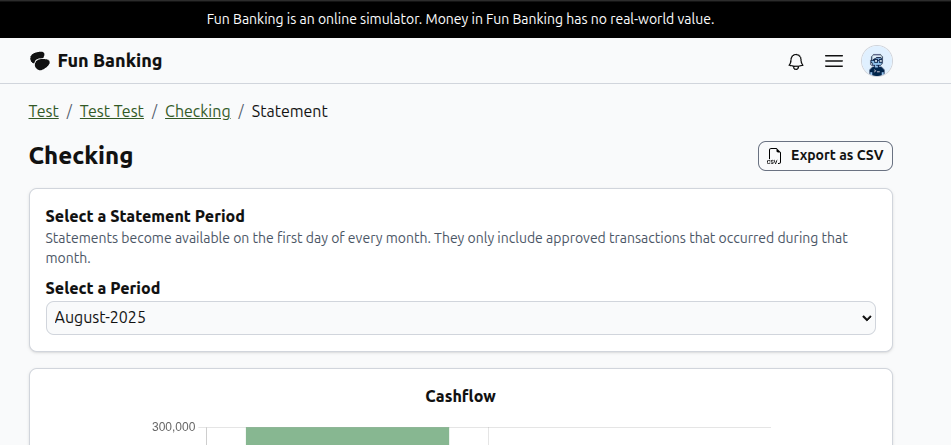 Fun Banking is an online simulator. Money in Fun Banking has no real-world value.
Fun Banking
Test / Test Test / Checking / Statement
Checking
CSV Export as CSV
Select a Statement Period
Statements become available on the first day of every month. They only include approved transactions that occurred during that
month.
Select a Period
August-2025
Cashflow
300,000